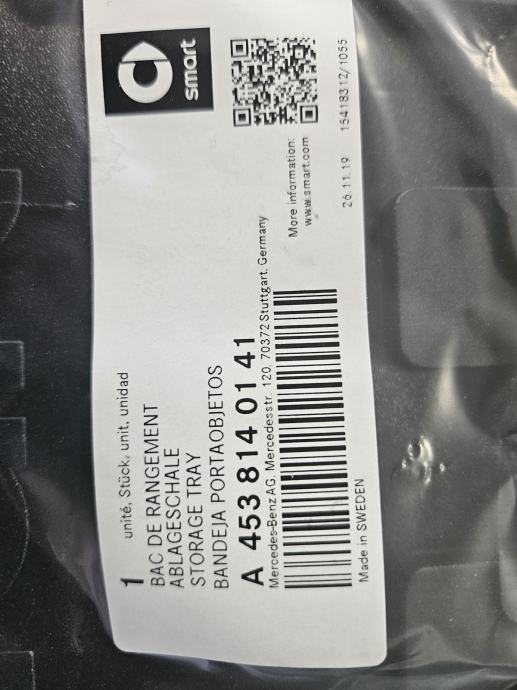 1 unité, Stück, unit, unidad
BAC DE RANGEMENT
ABLAGESCHALE
STORAGE TRAY
BANDEJA PORTAOBJETOS
A 453 814 01 41
Mercedes-Benz AG, Mercedesstr. 120, 70372 Stuttgart, Germany
Made in SWEDEN
smart
More information:
www.smart.com
26.11.19 15418312/1055